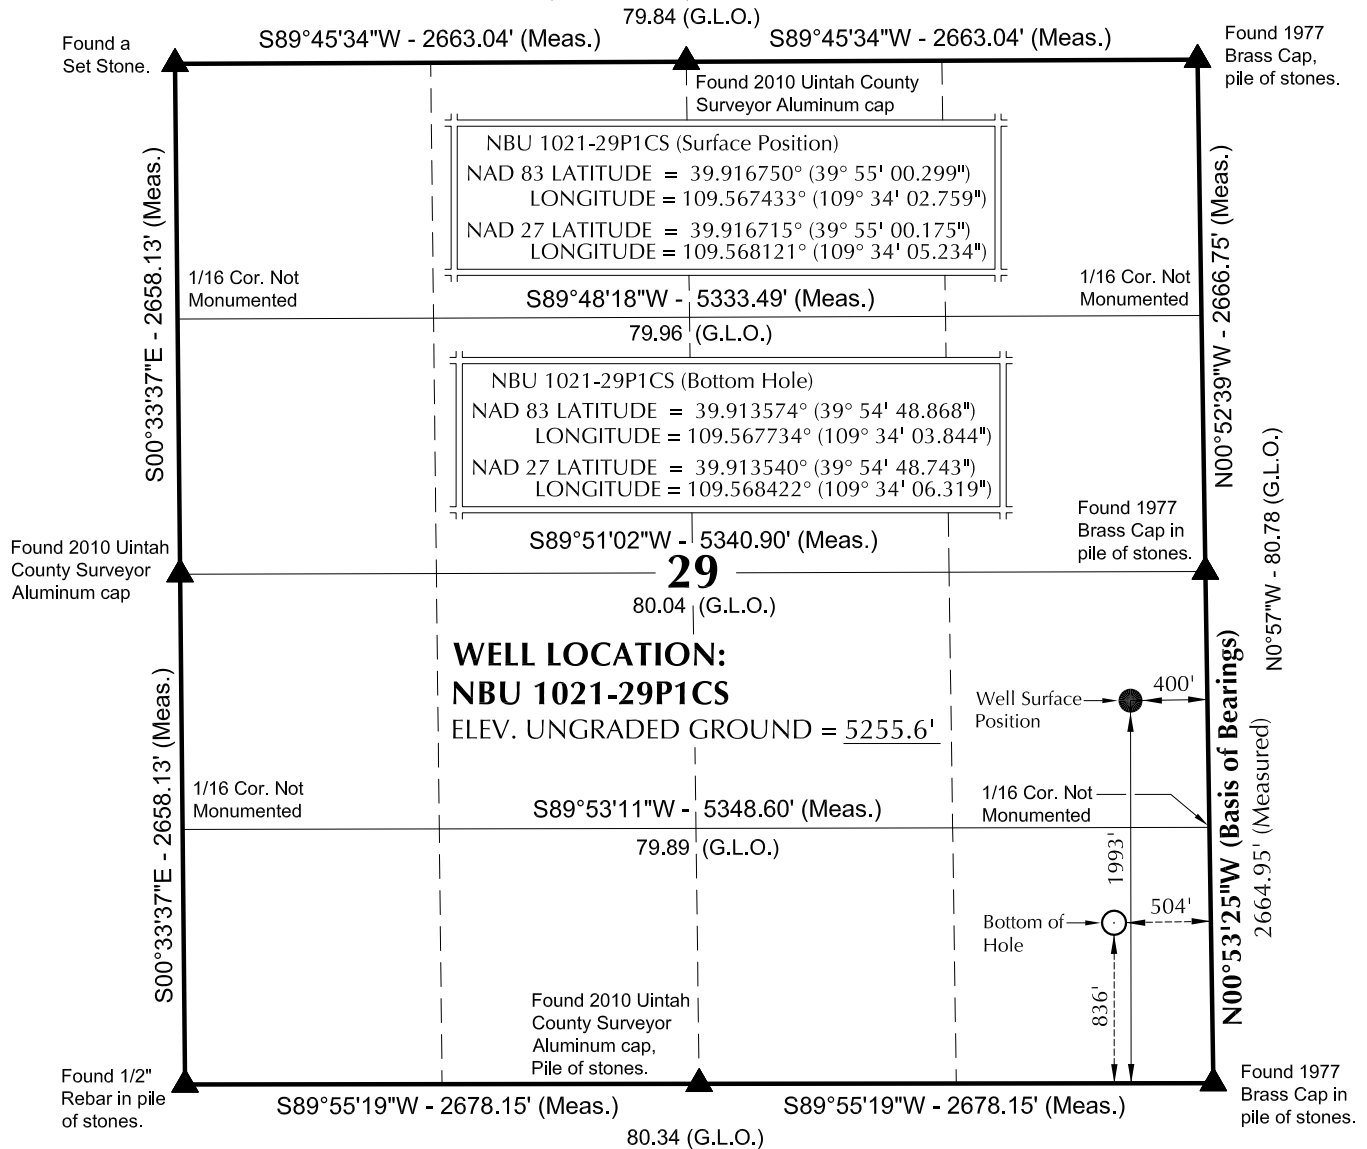 79.84 (G.L.O.)
S89°45'34"W - 2663.04' (Meas.)
S89°45'34"W - 2663.04' (Meas.)
Found a
Set Stone.
Found 1977
Brass Cap,
pile of stones.
Found 2010 Uintah County
Surveyor Aluminum cap
NBU 1021-29P1CS (Surface Position)
NAD 83 LATITUDE = 39.916750° (39° 55' 00.299")
LONGITUDE = 109.567433° (109° 34' 02.759")
NAD 27 LATITUDE = 39.916715° (39° 55' 00.175")
LONGITUDE = 109.568121° (109° 34' 05.234")
S00°33'37"E - 2658.13' (Meas.)
N00°52'39"W - 2666.75' (Meas.)
1/16 Cor. Not
Monumented
1/16 Cor. Not
Monumented
S89°48'18"W - 5333.49' (Meas.)
79.96 (G.L.O.)
NBU 1021-29P1CS (Bottom Hole)
NAD 83 LATITUDE = 39.913574° (39° 54' 48.868")
LONGITUDE = 109.567734° (109° 34' 03.844")
NAD 27 LATITUDE = 39.913540° (39° 54' 48.743")
LONGITUDE = 109.568422° (109° 34' 06.319")
N0°57"W - 80.78 (G.L.O.)
Found 1977
Brass Cap in
pile of stones.
S89°51'02"W - 5340.90' (Meas.)
Found 2010 Uintah
County Surveyor
Aluminum cap
29
80.04 (G.L.O.)
WELL LOCATION:
NBU 1021-29P1CS
ELEV. UNGRADED GROUND = 5255.6'
Well Surface
Position
400'
S00°33'37"E - 2658.13' (Meas.)
N00°53'25"W (Basis of Bearings)
2664.95' (Measured)
1/16 Cor. Not
Monumented
1/16 Cor. Not
Monumented
S89°53'11"W - 5348.60' (Meas.)
79.89 (G.L.O.)
1993'
Bottom of
Hole
504'
836'
Found 2010 Uintah
County Surveyor
Aluminum cap,
Pile of stones.
Found 1/2"
Rebar in pile
of stones.
Found 1977
Brass Cap in
pile of stones.
S89°55'19"W - 2678.15' (Meas.)
S89°55'19"W - 2678.15' (Meas.)
80.34 (G.L.O.)